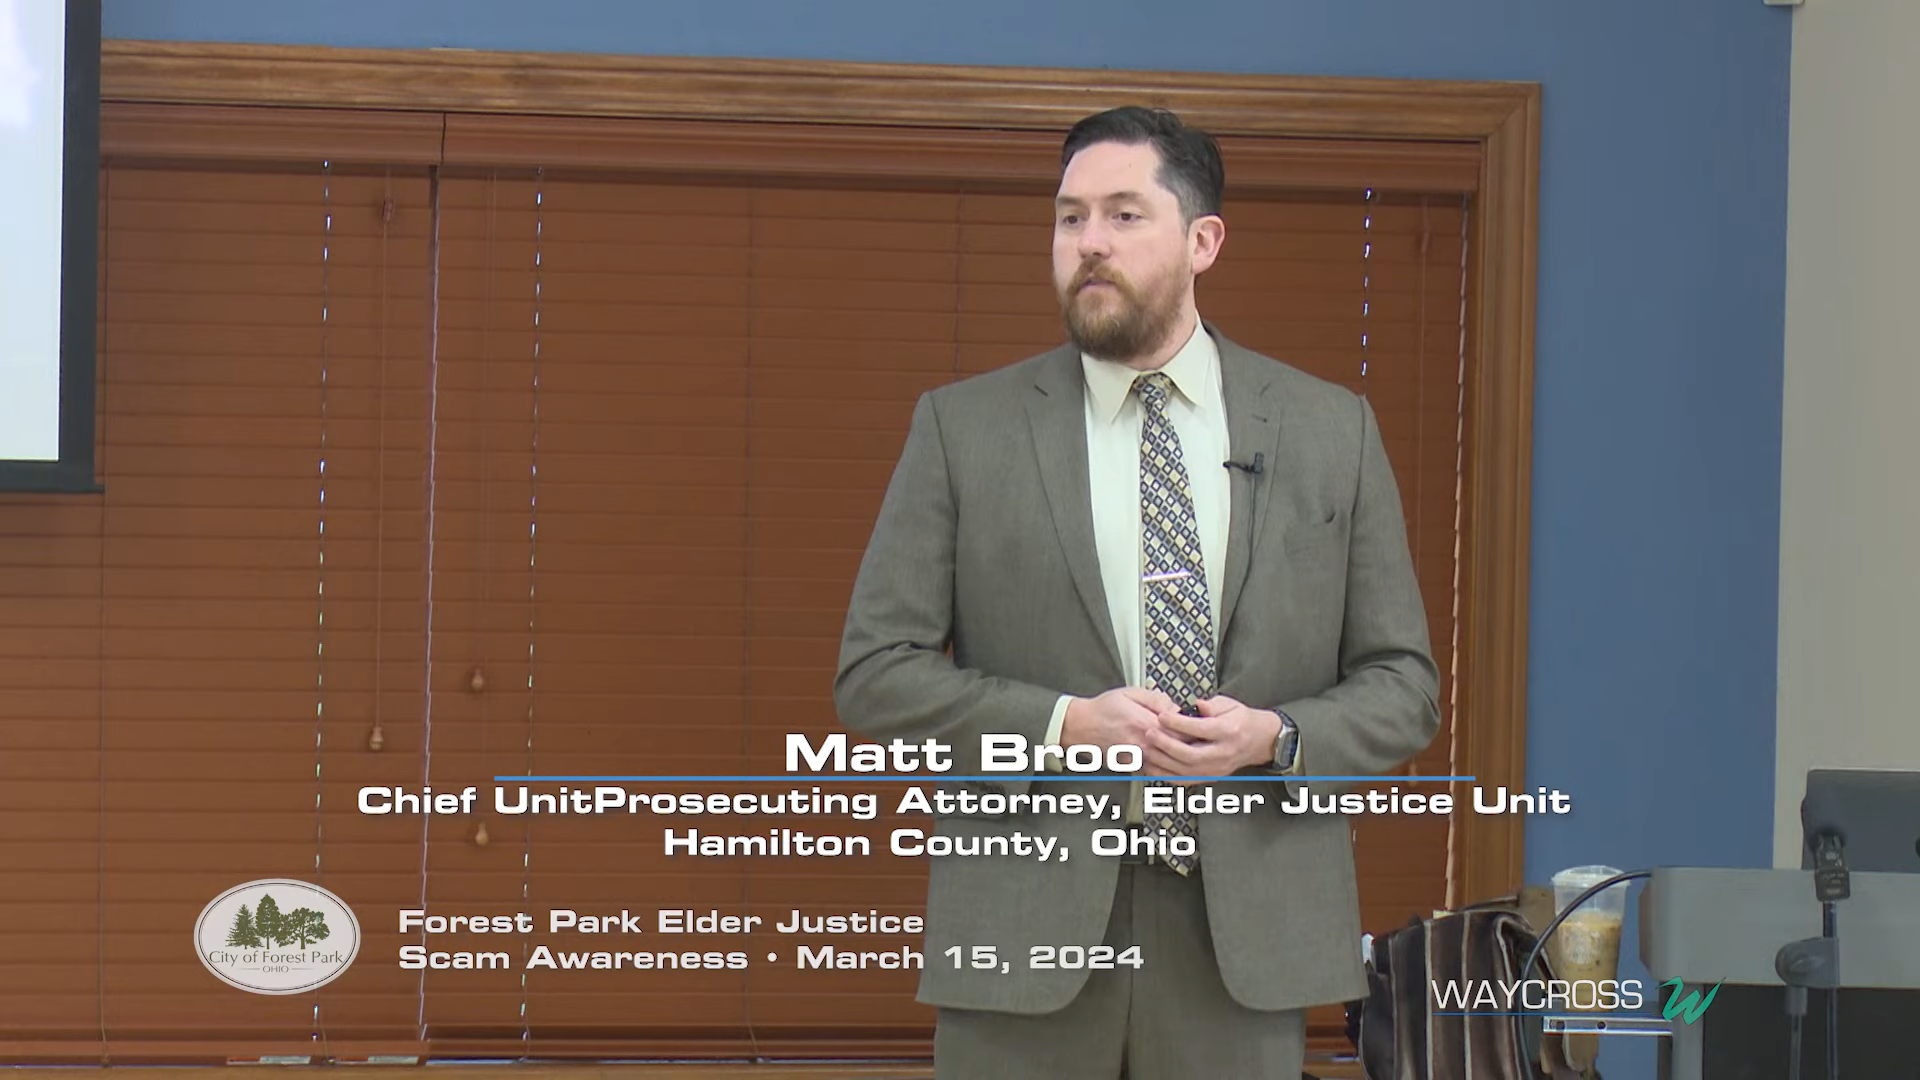 Matt Broo
Chief UnitProsecuting Attorney, Elder Justice Unit
Hamilton County, Ohio
City of Forest Park
OHIO
Forest Park Elder Justice
Scam Awareness • March 15, 2024
WAYCROSS W